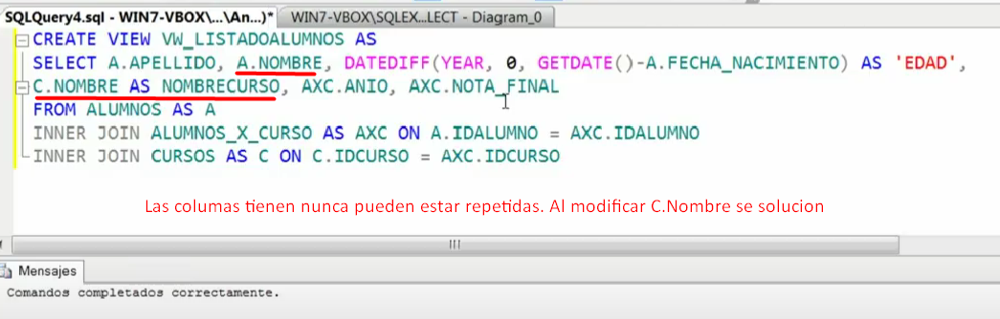 SQLQuery4.sql - WIN7-VBOX\...\An...)* WIN7-VBOX\SQLEX...LECT - Diagram_0
CREATE VIEW VW_LISTADOALUMNOS AS
SELECT A.APELLIDO, A.NOMBRE, DATEDIFF(YEAR, 0, GETDATE()-A.FECHA_NACIMIENTO) AS 'EDAD',
C.NOMBRE AS NOMBRECURSO, AXC.ANIO, AXC.NOTA_FINAL
FROM ALUMNOS AS A
INNER JOIN ALUMNOS_X_CURSO AS AXC ON A.IDALUMNO = AXC.IDALUMNO
INNER JOIN CURSOS AS C ON C.IDCURSO = AXC.IDCURSO
Las columas tienen nunca pueden estar repetidas. Al modificar C.Nombre se solucion
Mensajes
Comandos completados correctamente.